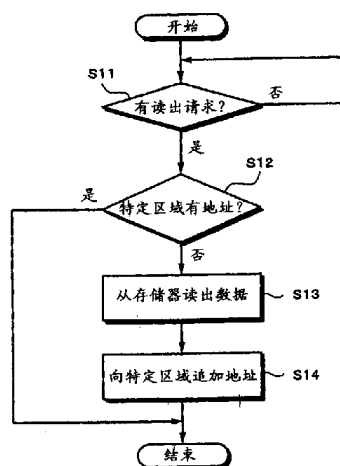 开始
S11
有读出请求?
否
是
S12
是
特定区域有地址?
否
从存储器读出数据
S13
向特定区域追加地址
S14
结束